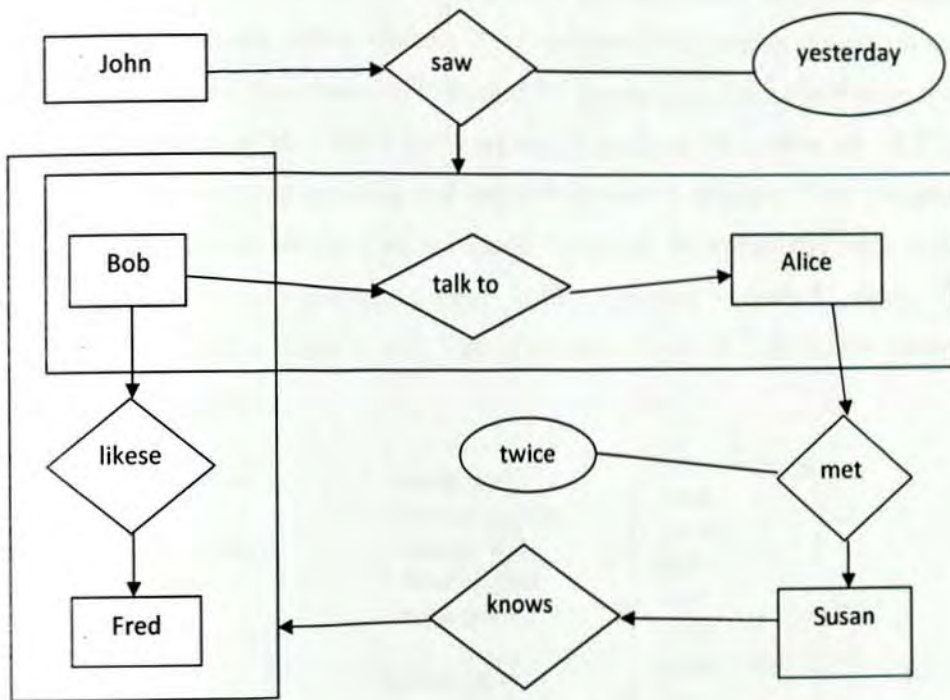 John
saw
yesterday
Bob
talk to
Alice
likese
twice
met
Fred
knows
Susan